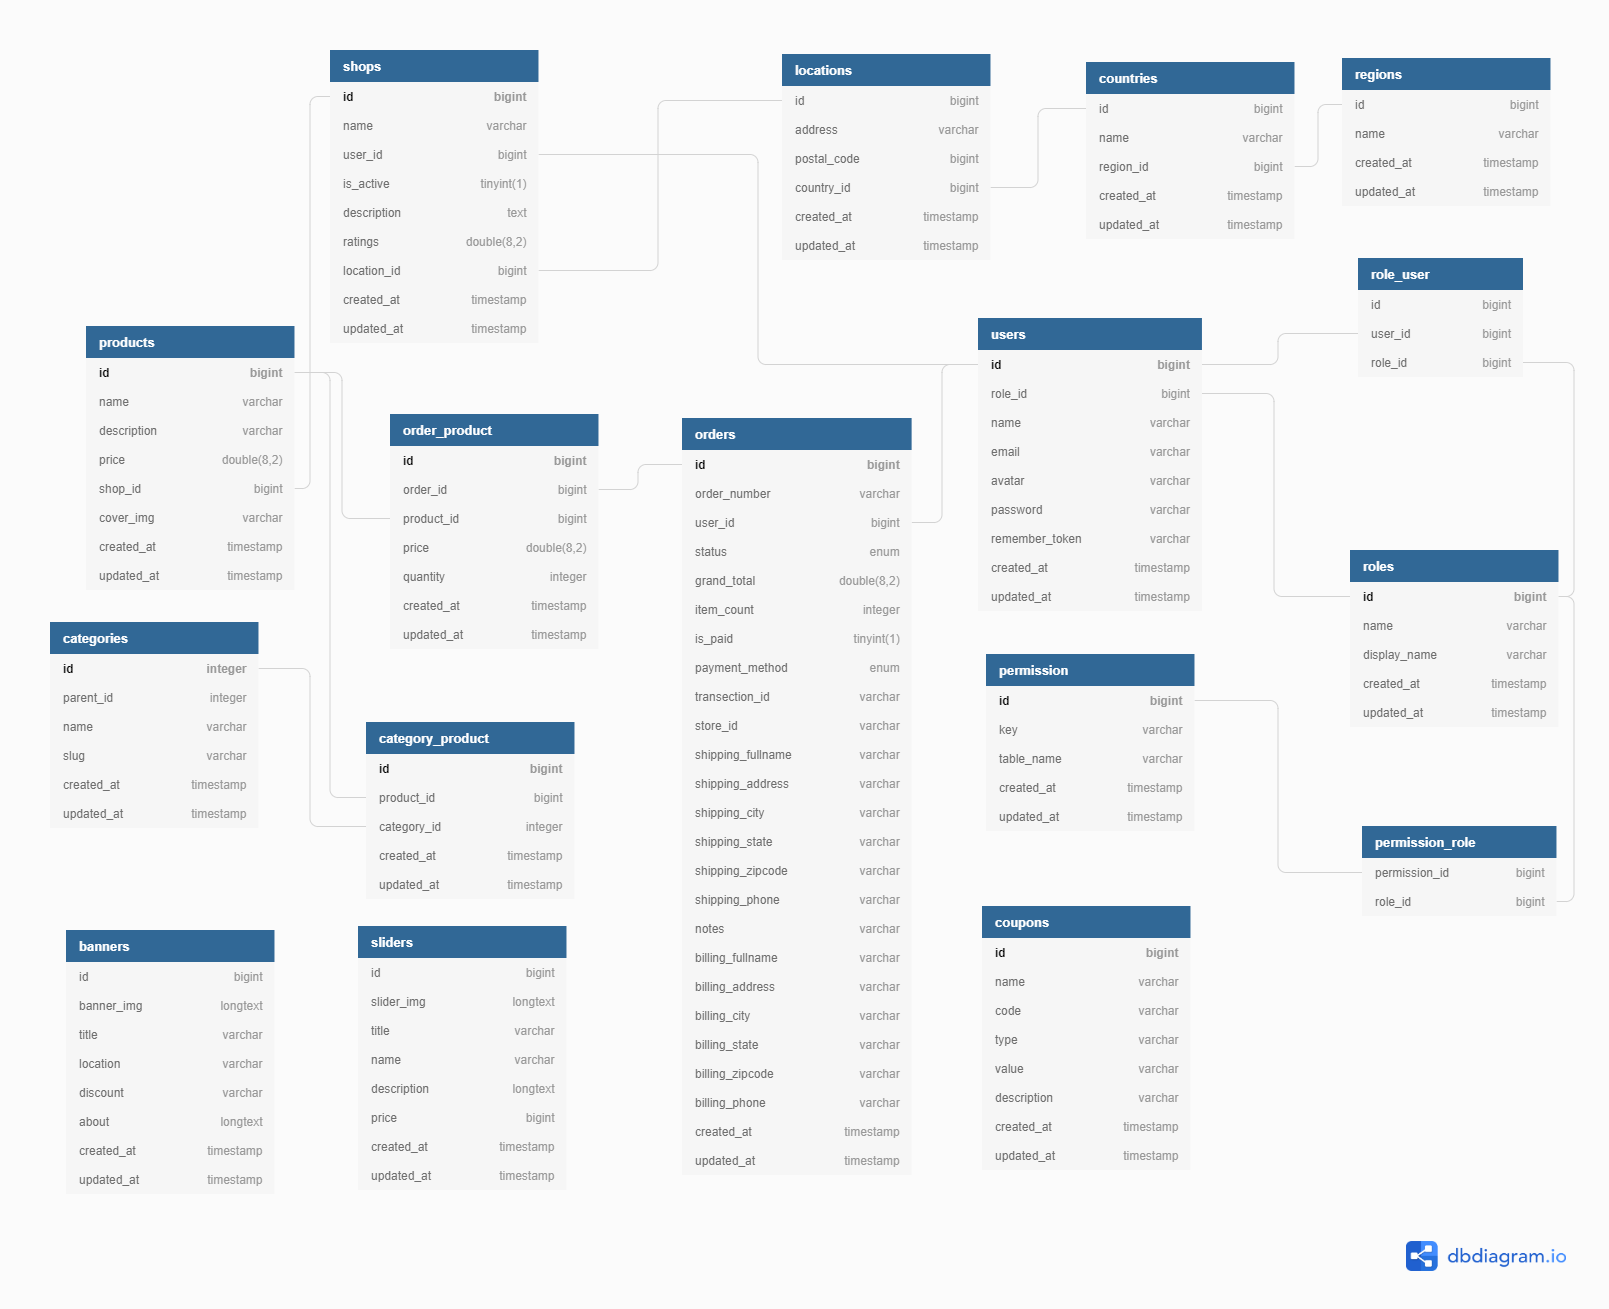 shops
id bigint
name varchar
user_id bigint
is_active tinyint(1)
description text
ratings double(8,2)
location_id bigint
created_at timestamp
updated_at timestamp
locations
id bigint
address varchar
postal_code bigint
country_id bigint
created_at timestamp
updated_at timestamp
countries
id bigint
name varchar
region_id bigint
created_at timestamp
updated_at timestamp
regions
id bigint
name varchar
created_at timestamp
updated_at timestamp
role_user
id bigint
user_id bigint
role_id bigint
products
id bigint
name varchar
description varchar
price double(8,2)
shop_id bigint
cover_img varchar
created_at timestamp
updated_at timestamp
order_product
id bigint
order_id bigint
product_id bigint
price double(8,2)
quantity integer
created_at timestamp
updated_at timestamp
orders
id bigint
order_number varchar
user_id bigint
status enum
grand_total double(8,2)
item_count integer
is_paid tinyint(1)
payment_method enum
transection_id varchar
store_id varchar
shipping_fullname varchar
shipping_address varchar
shipping_city varchar
shipping_state varchar
shipping_zipcode varchar
shipping_phone varchar
notes varchar
billing_fullname varchar
billing_address varchar
billing_city varchar
billing_state varchar
billing_zipcode varchar
billing_phone varchar
created_at timestamp
updated_at timestamp
users
id bigint
role_id bigint
name varchar
email varchar
avatar varchar
password varchar
remember_token varchar
created_at timestamp
updated_at timestamp
roles
id bigint
name varchar
display_name varchar
created_at timestamp
updated_at timestamp
categories
id integer
parent_id integer
name varchar
slug varchar
created_at timestamp
updated_at timestamp
category_product
id bigint
product_id bigint
category_id integer
created_at timestamp
updated_at timestamp
permission
id bigint
key varchar
table_name varchar
created_at timestamp
updated_at timestamp
permission_role
permission_id bigint
role_id bigint
banners
id bigint
banner_img longtext
title varchar
location varchar
discount varchar
about longtext
created_at timestamp
updated_at timestamp
sliders
id bigint
slider_img longtext
title varchar
name varchar
description longtext
price bigint
created_at timestamp
updated_at timestamp
coupons
id bigint
name varchar
code varchar
type varchar
value varchar
description varchar
created_at timestamp
updated_at timestamp
dbdiagram.io